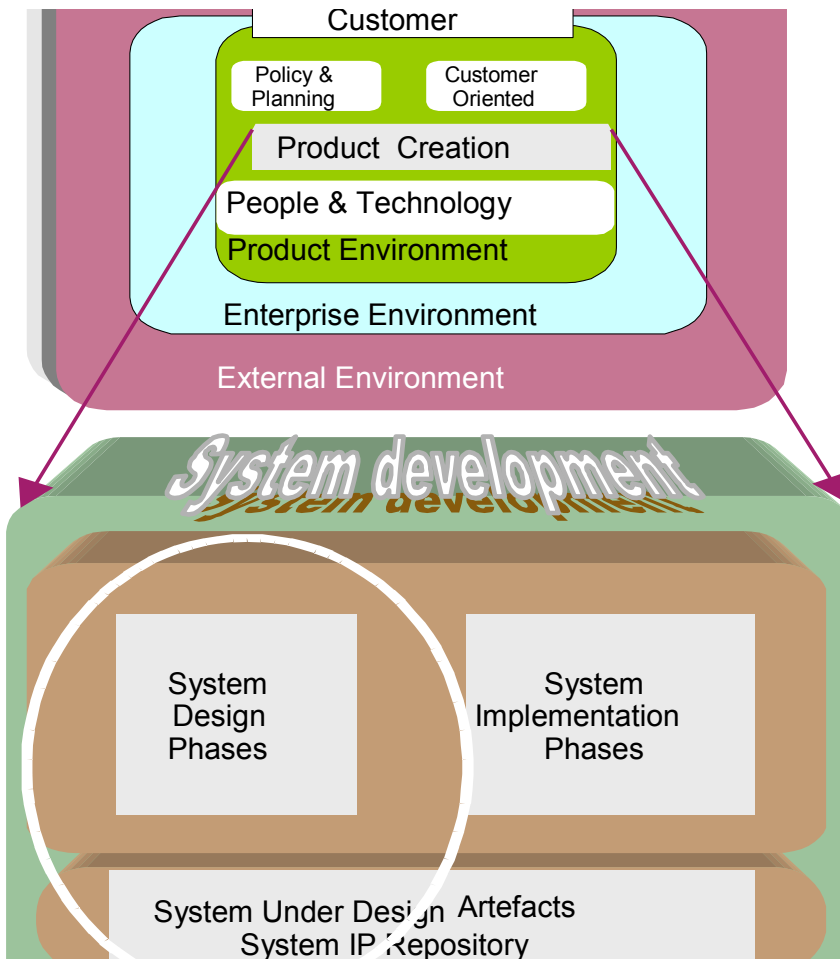 Customer
Policy &
Planning
Customer
Oriented
Product Creation
People & Technology
Product Environment
Enterprise Environment
External Environment
System development
System
Design
Phases
System
Implementation
Phases
System Under Design Artefacts
System IP Repository